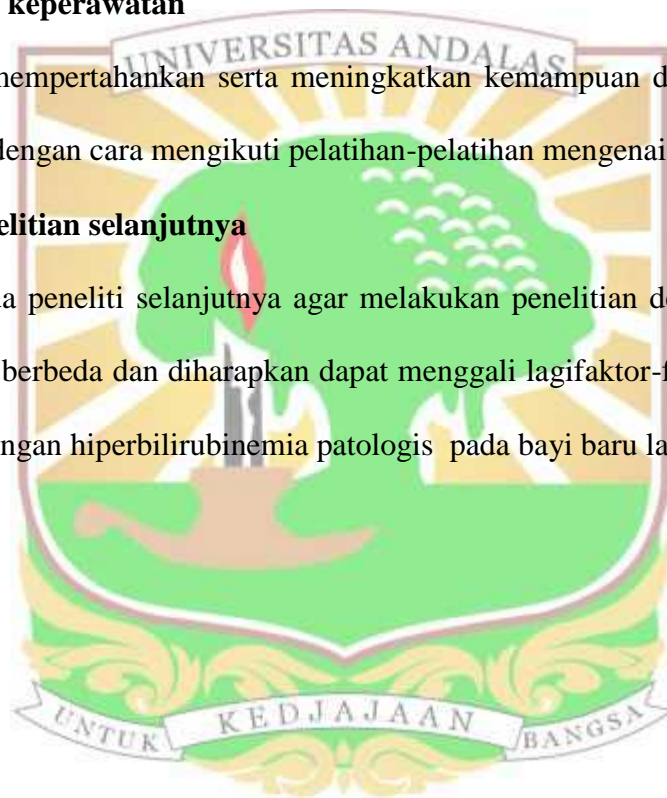 keperawatan
UNIVERSITAS ANDALAS
mempertahankan serta meningkatkan kemampuan d
dengan cara mengikuti pelatihan-pelatihan mengenai
elitian selanjutnya
a peneliti selanjutnya agar melakukan penelitian d
berbeda dan diharapkan dapat menggali lagifaktor-f
ngan hiperbilirubinemia patologis pada bayi baru la
UNTUK KEDJAJAAN BANGSA